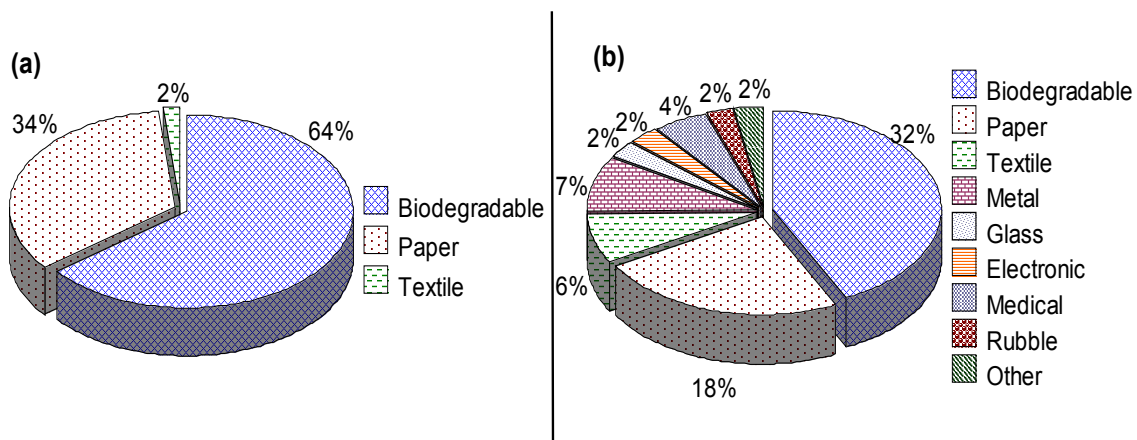 (a)
2%
34%
64%
Biodegradable
Paper
Textile
(b)
2%
2%
4%
2%
2%
32%
7%
6%
18%
Biodegradable
Paper
Textile
Metal
Glass
Electronic
Medical
Rubble
Other